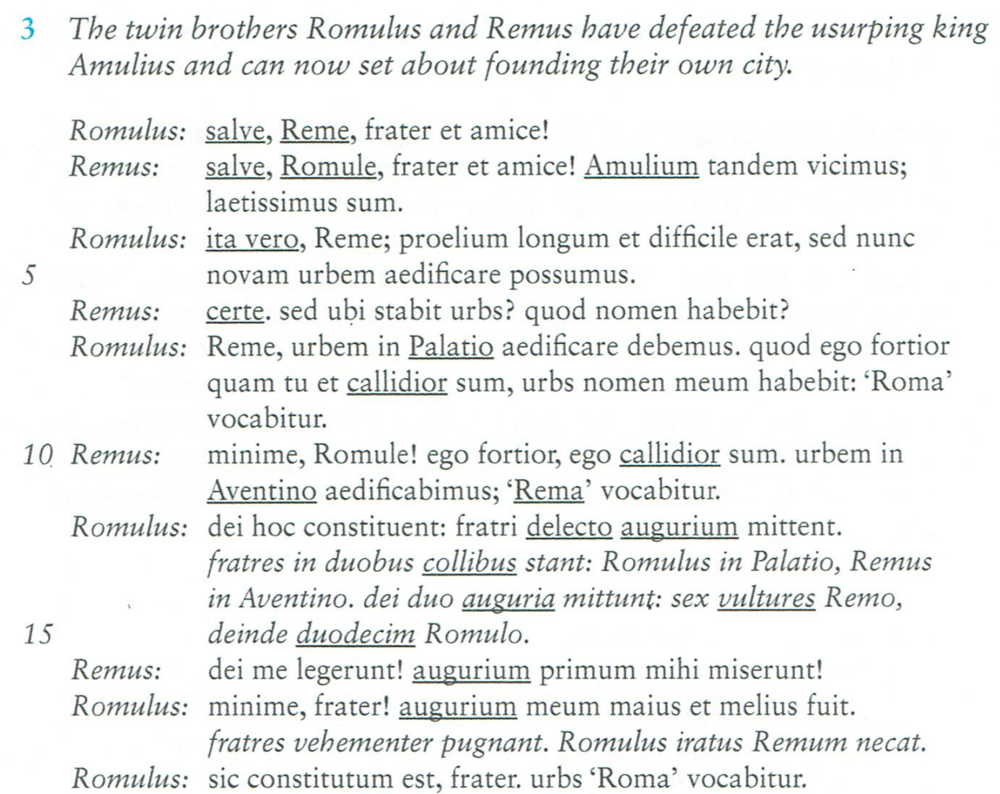 3 The twin brothers Romulus and Remus have defeated the usurping king
Amulius and can now set about founding their own city.
Romulus: salve, Reme, frater et amice!
Remus: salve, Romule, frater et amice! Amulium tandem vicimus;
laetissimus sum.
Romulus: ita vero, Reme; proelium longum et difficile erat, sed nunc
5 novam urbem aedificare possumus.
Remus: certe. sed ubi stabit urbs? quod nomen habebit?
Romulus: Reme, urbem in Palatio aedificare debemus. quod ego fortior
quam tu et callidior sum, urbs nomen meum habebit: ‘Roma’
vocabitur.
10 Remus: minime, Romule! ego fortior, ego callidior sum. urbem in
Aventino aedificabimus; ‘Rema’ vocabitur.
Romulus: dei hoc constituent: fratri delecto augurium mittent.
fratres in duobus collibus stant: Romulus in Palatio, Remus
in Aventino. dei duo auguria mittunt: sex vultures Remo,
15 deinde duodecim Romulo.
Remus: dei me legerunt! augurium primum mihi miserunt!
Romulus: minime, frater! augurium meum maius et melius fuit.
fratres vehementer pugnant. Romulus iratus Remum necat.
Romulus: sic constitutum est, frater. urbs ‘Roma’ vocabitur.